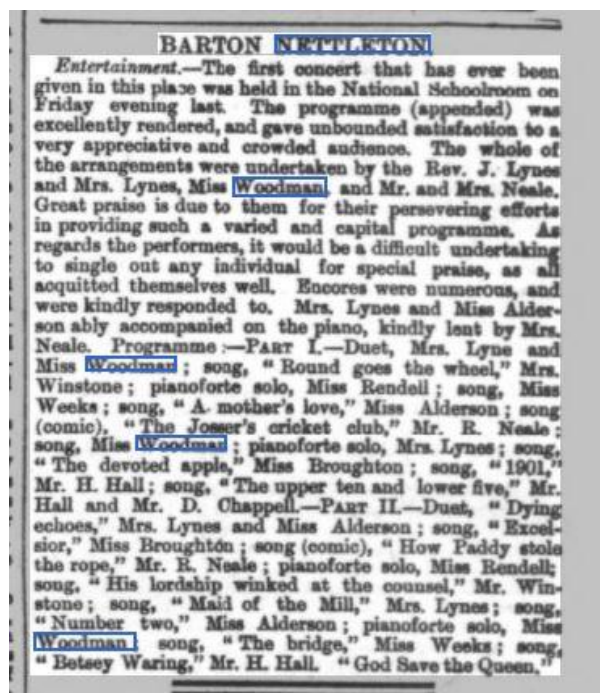 BARTON NETTLETON
Entertainment.—The first concert that has ever been
given in this place was held in the National Schoolroom on
Friday evening last. The programme (appended) was
excellently rendered, and gave unbounded satisfaction to a
very appreciative and crowded audience. The whole of
the arrangements were undertaken by the Rev. J. Lynes
and Mrs. Lynes, Miss Woodman, and Mr. and Mrs. Neale.
Great praise is due to them for their persevering efforts
in providing such a varied and capital programme. As
regards the performers, it would be a difficult undertaking
to single out any individual for special praise, as all
acquitted themselves well. Encores were numerous, and
were kindly responded to. Mrs. Lynes and Miss Alder-
son ably accompanied on the piano, kindly lent by Mrs.
Neale. Programme:—PART I.—Duet, Mrs. Lyne and
Miss Woodman; song, "Round goes the wheel," Mrs.
Winstone; pianoforte solo, Miss Rendell; song, Miss
Weeks; song, "A mother's love," Miss Alderson; song
(comic), "The Josser's cricket club," Mr. R. Neale;
song, Miss Woodman; pianoforte solo, Mrs. Lynes; song,
"The devoted apple," Miss Broughton; song, "1901,"
Mr. H. Hall; song, "The upper ten and lower five," Mr.
Hall and Mr. D. Chappell.—PART II.—Duet, "Dying
echoes," Mrs. Lynes and Miss Alderson; song, "Excel-
sior," Miss Broughton; song (comic), "How Paddy stole
the rope," Mr. R. Neale; pianoforte solo, Miss Rendell;
song, "His lordship winked at the counsel," Mr. Win-
stone; song, "Maid of the Mill," Mrs. Lynes; song,
"Number two," Miss Alderson; pianoforte solo, Miss
Woodman; song, "The bridge," Miss Weeks; song,
"Betsey Waring," Mr. H. Hall. "God Save the Queen."